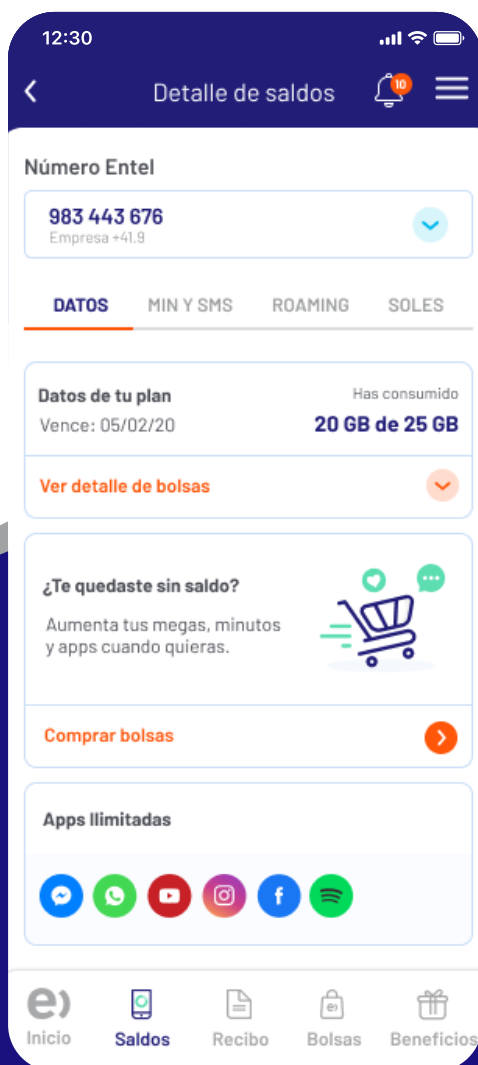 12:30
Detalle de saldos
10
Número Entel
983 443 676
Empresa +41.9
DATOS MIN Y SMS ROAMING SOLES
Datos de tu plan Has consumido
Vence: 05/02/20 20 GB de 25 GB
Ver detalle de bolsas
¿Te quedaste sin saldo?
Aumenta tus megas, minutos
y apps cuando quieras.
Comprar bolsas
Apps Ilimitadas
Inicio Saldos Recibo Bolsas Beneficios